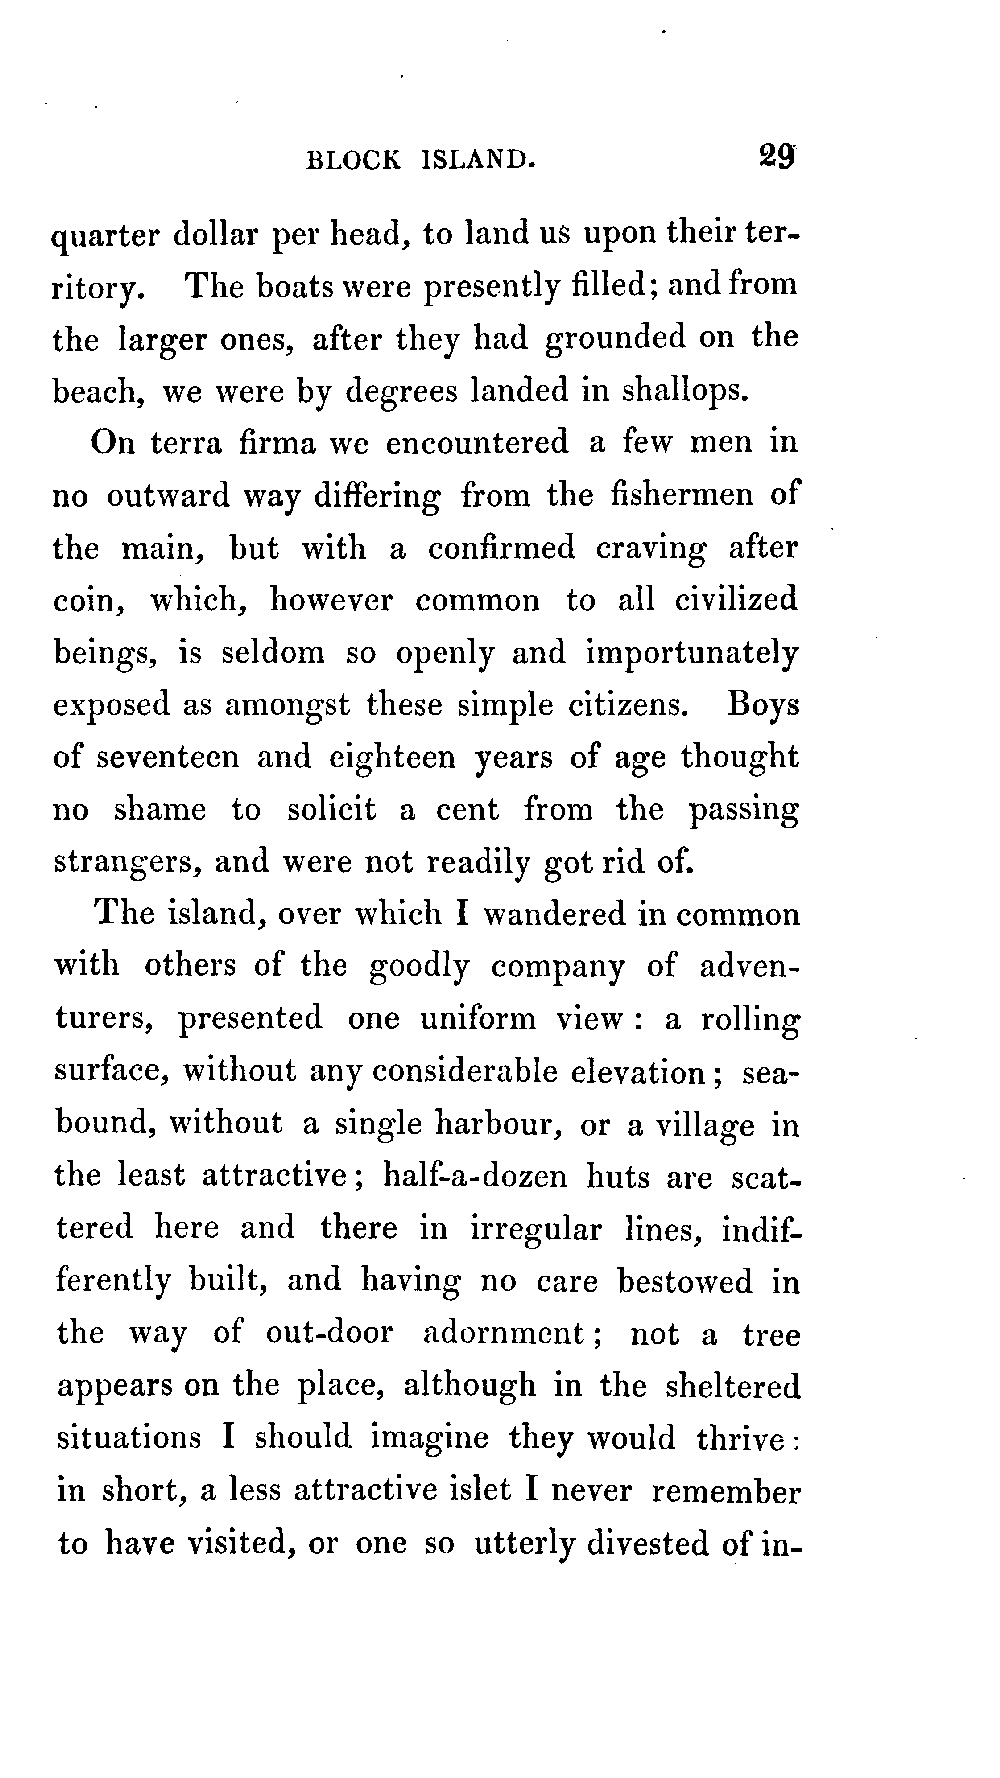 BLOCK ISLAND. 29
quarter dollar per head, to land us upon their ter-
ritory. The boats were presently filled; and from
the larger ones, after they had grounded on the
beach, we were by degrees landed in shallops.
On terra firma we encountered a few men in
no outward way differing from the fishermen of
the main, but with a confirmed craving after
coin, which, however common to all civilized
beings, is seldom so openly and importunately
exposed as amongst these simple citizens. Boys
of seventeen and eighteen years of age thought
no shame to solicit a cent from the passing
strangers, and were not readily got rid of.
The island, over which I wandered in common
with others of the goodly company of adven-
turers, presented one uniform view : a rolling
surface, without any considerable elevation ; sea-
bound, without a single harbour, or a village in
the least attractive ; half-a-dozen huts are scat-
tered here and there in irregular lines, indif-
ferently built, and having no care bestowed in
the way of out-door adornment ; not a tree
appears on the place, although in the sheltered
situations I should imagine they would thrive :
in short, a less attractive islet I never remember
to have visited, or one so utterly divested of in-